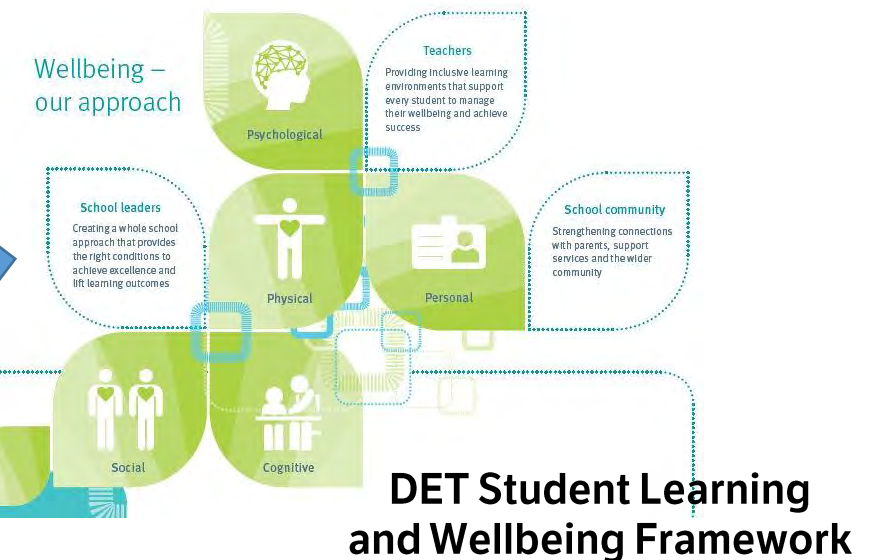 Wellbeing –
our approach
Psychological
Teachers
Providing inclusive learning
environments that support
every student to manage
their wellbeing and achieve
success
School leaders
Creating a whole school
approach that provides
the right conditions to
achieve excellence and
lift learning outcomes
Physical
Personal
School community
Strengthening connections
with parents, support
services and the wider
community
Social
Cognitive
DET Student Learning
and Wellbeing Framework